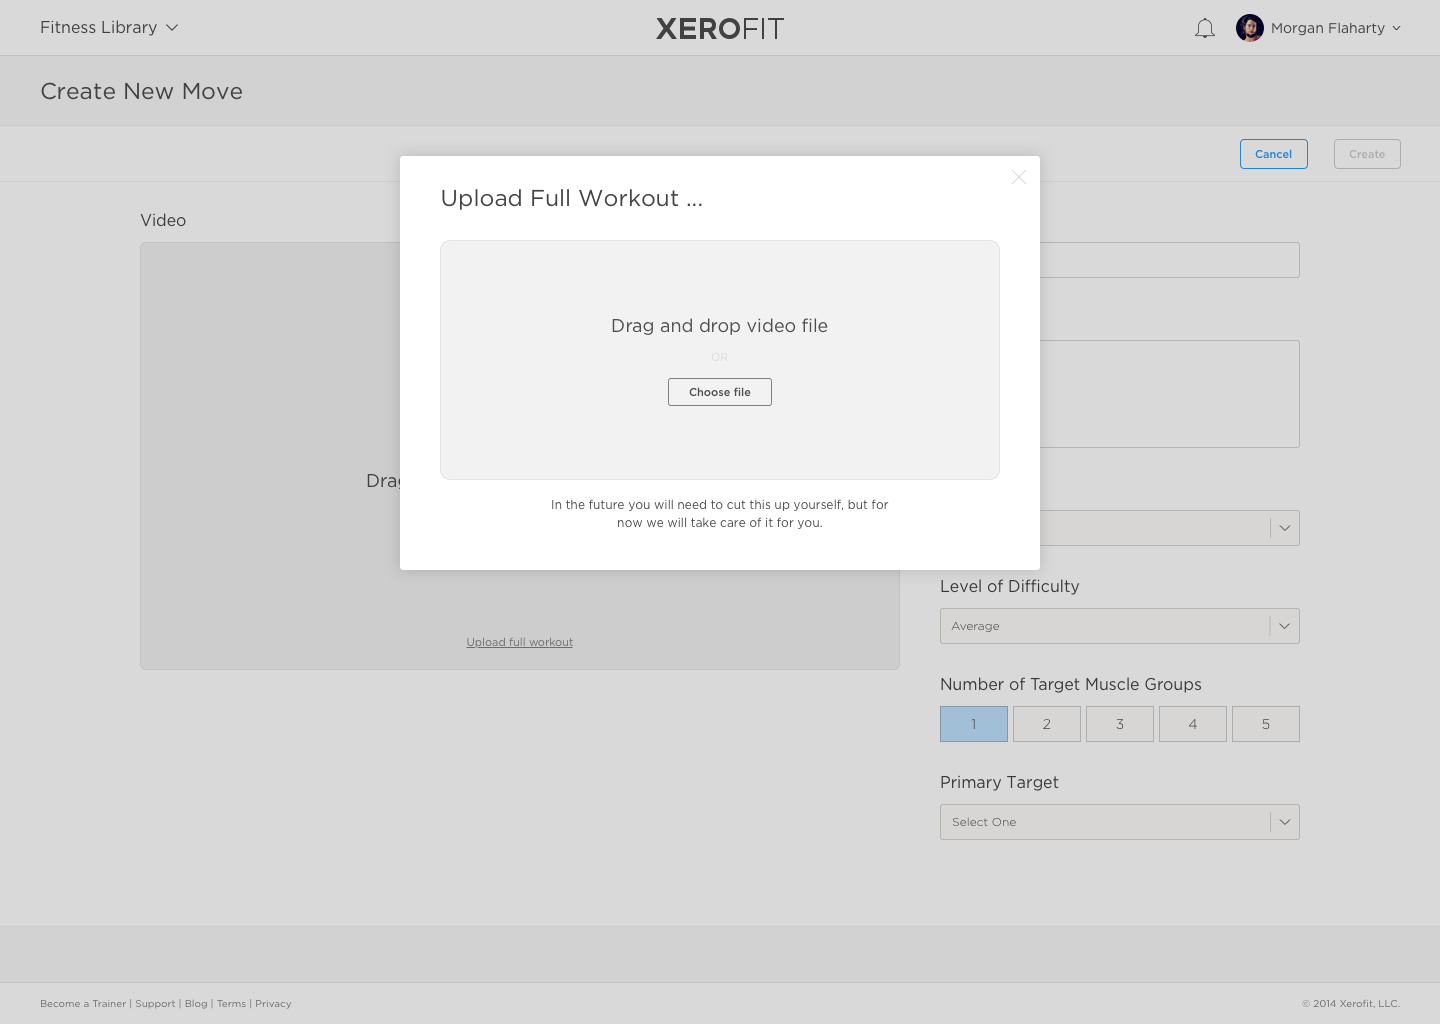 Fitness Library
XEROFIT
Morgan Flaharty
Create New Move
Cancel
Create
Upload Full Workout ...
Video
Drag and drop video file
OR
Choose file
In the future you will need to cut this up yourself, but for
now we will take care of it for you.
Upload full workout
Level of Difficulty
Average
Number of Target Muscle Groups
1 2 3 4 5
Primary Target
Select One
Become a Trainer | Support | Blog | Terms | Privacy
© 2014 Xerofit, LLC.